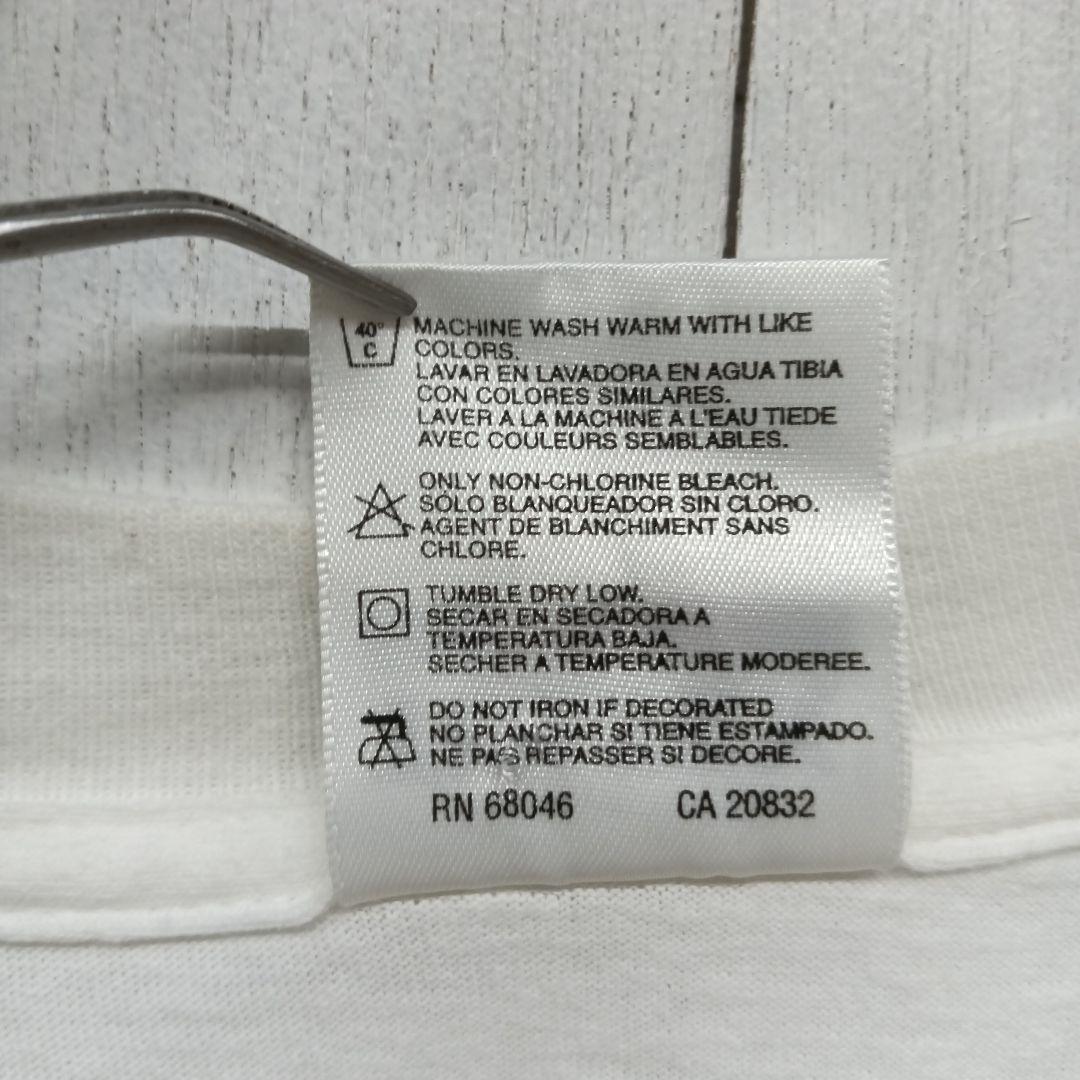 40°
C
MACHINE WASH WARM WITH LIKE
COLORS.
LAVAR EN LAVADORA EN AGUA TIBIA
CON COLORES SIMILARES.
LAVER A LA MACHINE A L'EAU TIEDE
AVEC COULEURS SEMBLABLES.
ONLY NON-CHLORINE BLEACH.
SÓLO BLANQUEADOR SIN CLORO.
AGENT DE BLANCHIMENT SANS
CHLORE.
TUMBLE DRY LOW.
SECAR EN SECADORA A
TEMPERATURA BAJA.
SECHER A TEMPERATURE MODEREE.
DO NOT IRON IF DECORATED
NO PLANCHAR SI TIENE ESTAMPADO.
NE PAS REPASSER SI DECORE.
RN 68046 CA 20832